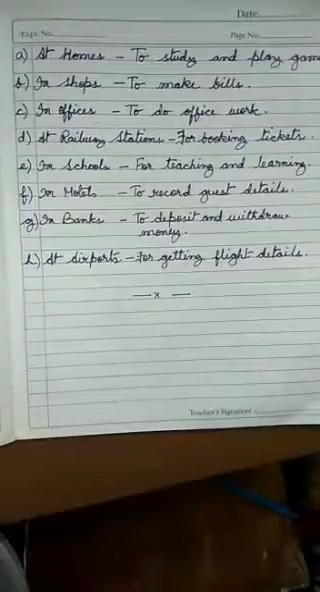 Date
Expt. No.
Page No.
a) At Homes - To study and play gam
b) In shops - To make bills.
c) In offices - To do office work.
d) At Railway Stations - For booking tickets.
e) In Schools - For teaching and learning.
f) In Hotels - To record guest details.
g) In Banks - To deposit and withdraw
money.
h) At airports - For getting flight details.
— x —
Teacher's Signature